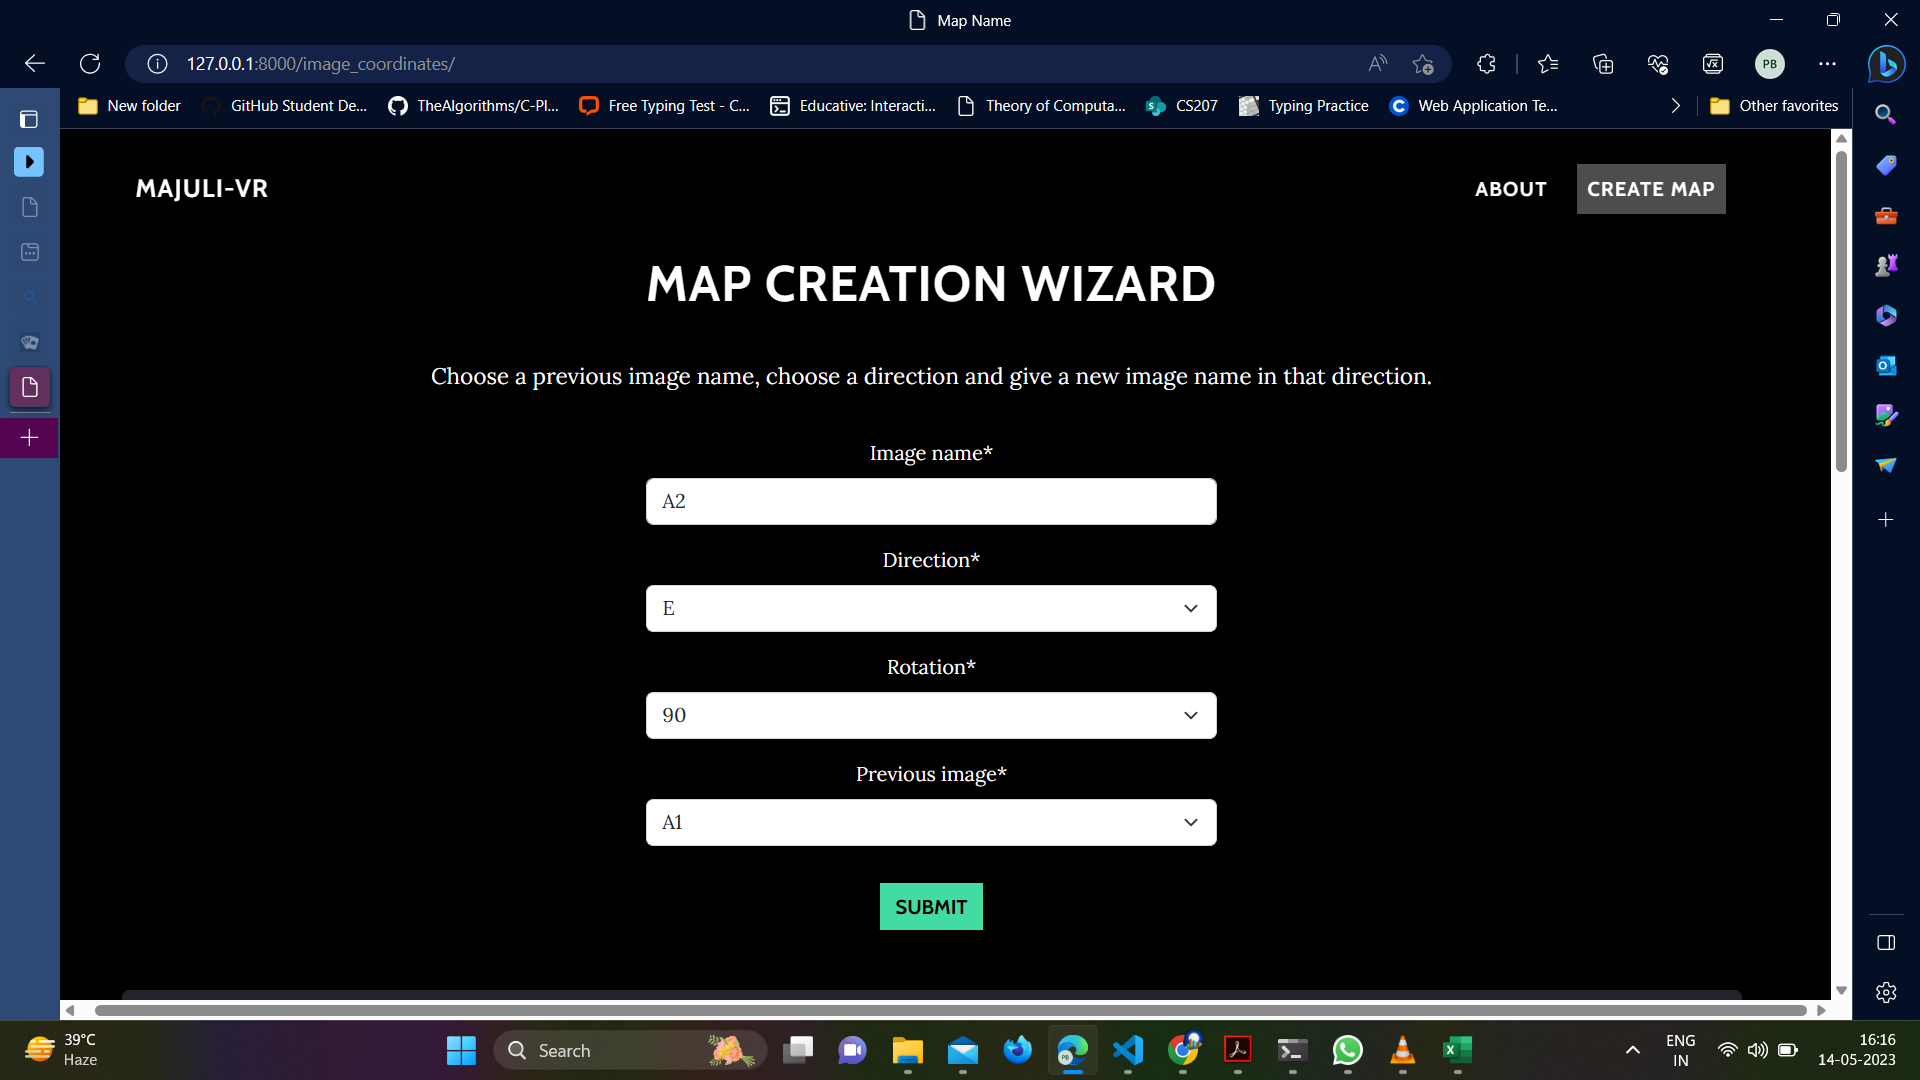 Map Name
127.0.0.1:8000/image_coordinates/
PB
New folder
GitHub Student De...
TheAlgorithms/C-Pl...
Free Typing Test - C...
Educative: Interacti...
Theory of Computa...
CS207
Typing Practice
Web Application Te...
Other favorites
MAJULI-VR
ABOUT
CREATE MAP
MAP CREATION WIZARD
Choose a previous image name, choose a direction and give a new image name in that direction.
Image name*
A2
Direction*
E
Rotation*
90
Previous image*
A1
SUBMIT
39°C
Haze
Search
ENG
IN
16:16
14-05-2023